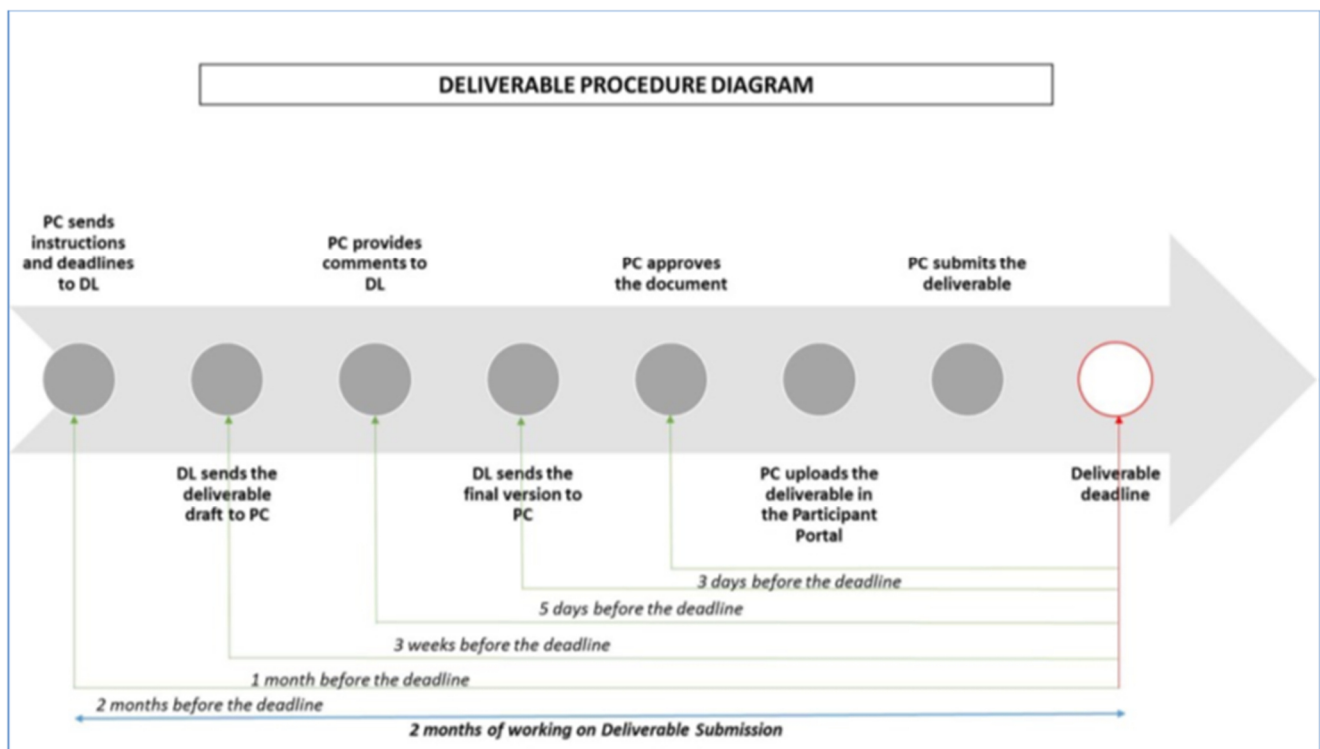 DELIVERABLE PROCEDURE DIAGRAM
PC sends
instructions
and deadlines
to DL
PC provides
comments to
DL
PC approves
the document
PC submits the
deliverable
DL sends the
deliverable
draft to PC
DL sends the
final version to
PC
PC uploads the
deliverable in
the Participant
Portal
Deliverable
deadline
3 days before the deadline
5 days before the deadline
3 weeks before the deadline
1 month before the deadline
2 months before the deadline
2 months of working on Deliverable Submission